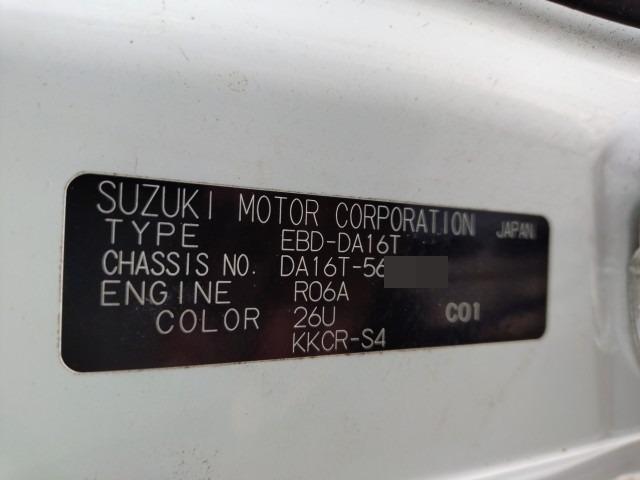 SUZUKI MOTOR CORPORATION JAPAN
TYPE EBD-DA16T
CHASSIS NO. DA16T-56
ENGINE R06A
COLOR 26U C01
KKCR-S4